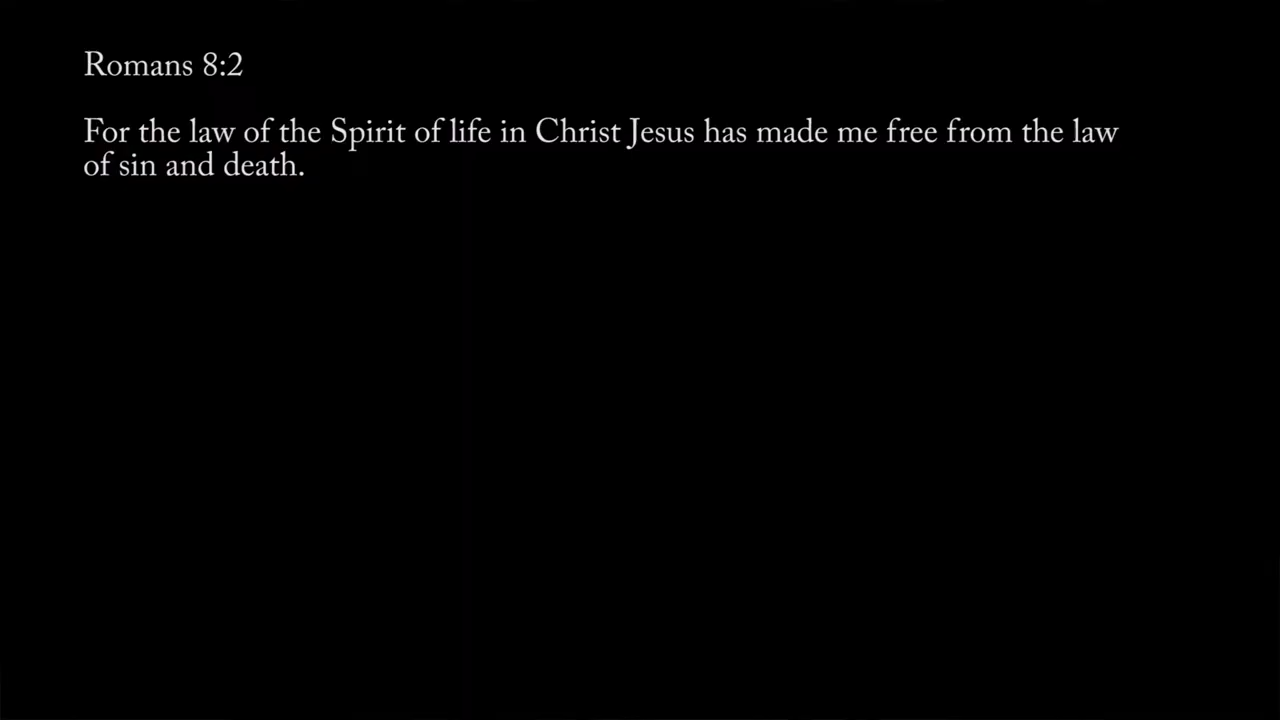 Romans 8:2
For the law of the Spirit of life in Christ Jesus has made me free from the law
of sin and death.